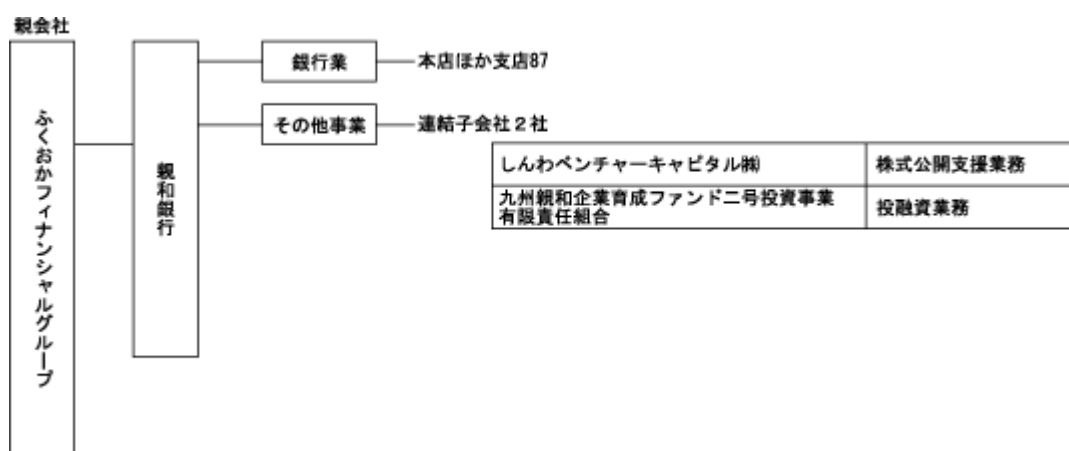 親会社
ふくおかフィナンシャルグループ
親和銀行
銀行業
本店ほか支店87
その他事業
連結子会社2社
しんわベンチャーキャピタル㈱
株式公開支援業務
九州親和企業育成ファンド二号投資事業
有限責任組合
投融資業務